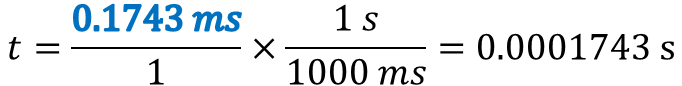 t = 0.1743 ms / 1 × 1 s / 1000 ms = 0.0001743 s